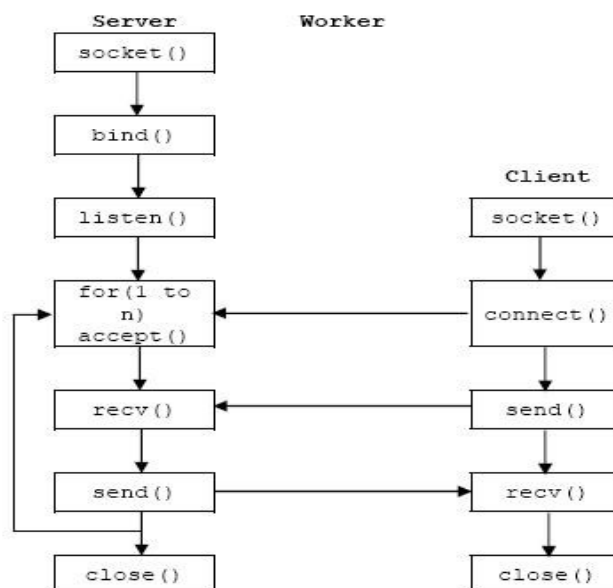 Server
Worker
socket()
bind()
listen()
for(1 to
n)
accept()
recv()
send()
close()
Client
socket()
connect()
send()
recv()
close()